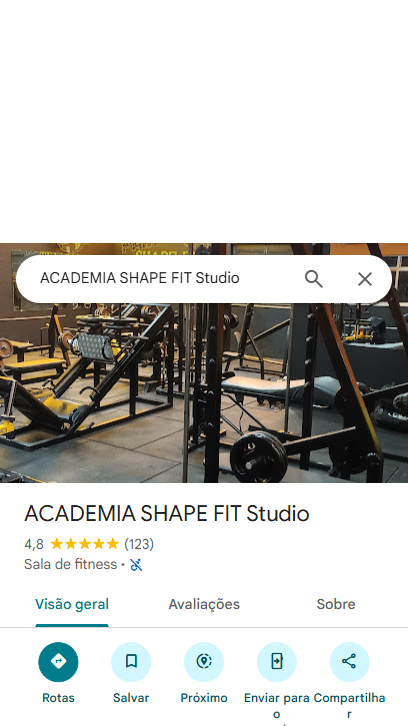 ACADEMIA SHAPE FIT Studio
ACADEMIA SHAPE FIT Studio
4,8 (123)
Sala de fitness •
Visão geral
Avaliações
Sobre
Rotas
Salvar
Próximo
Enviar para
o
Compartilha
r